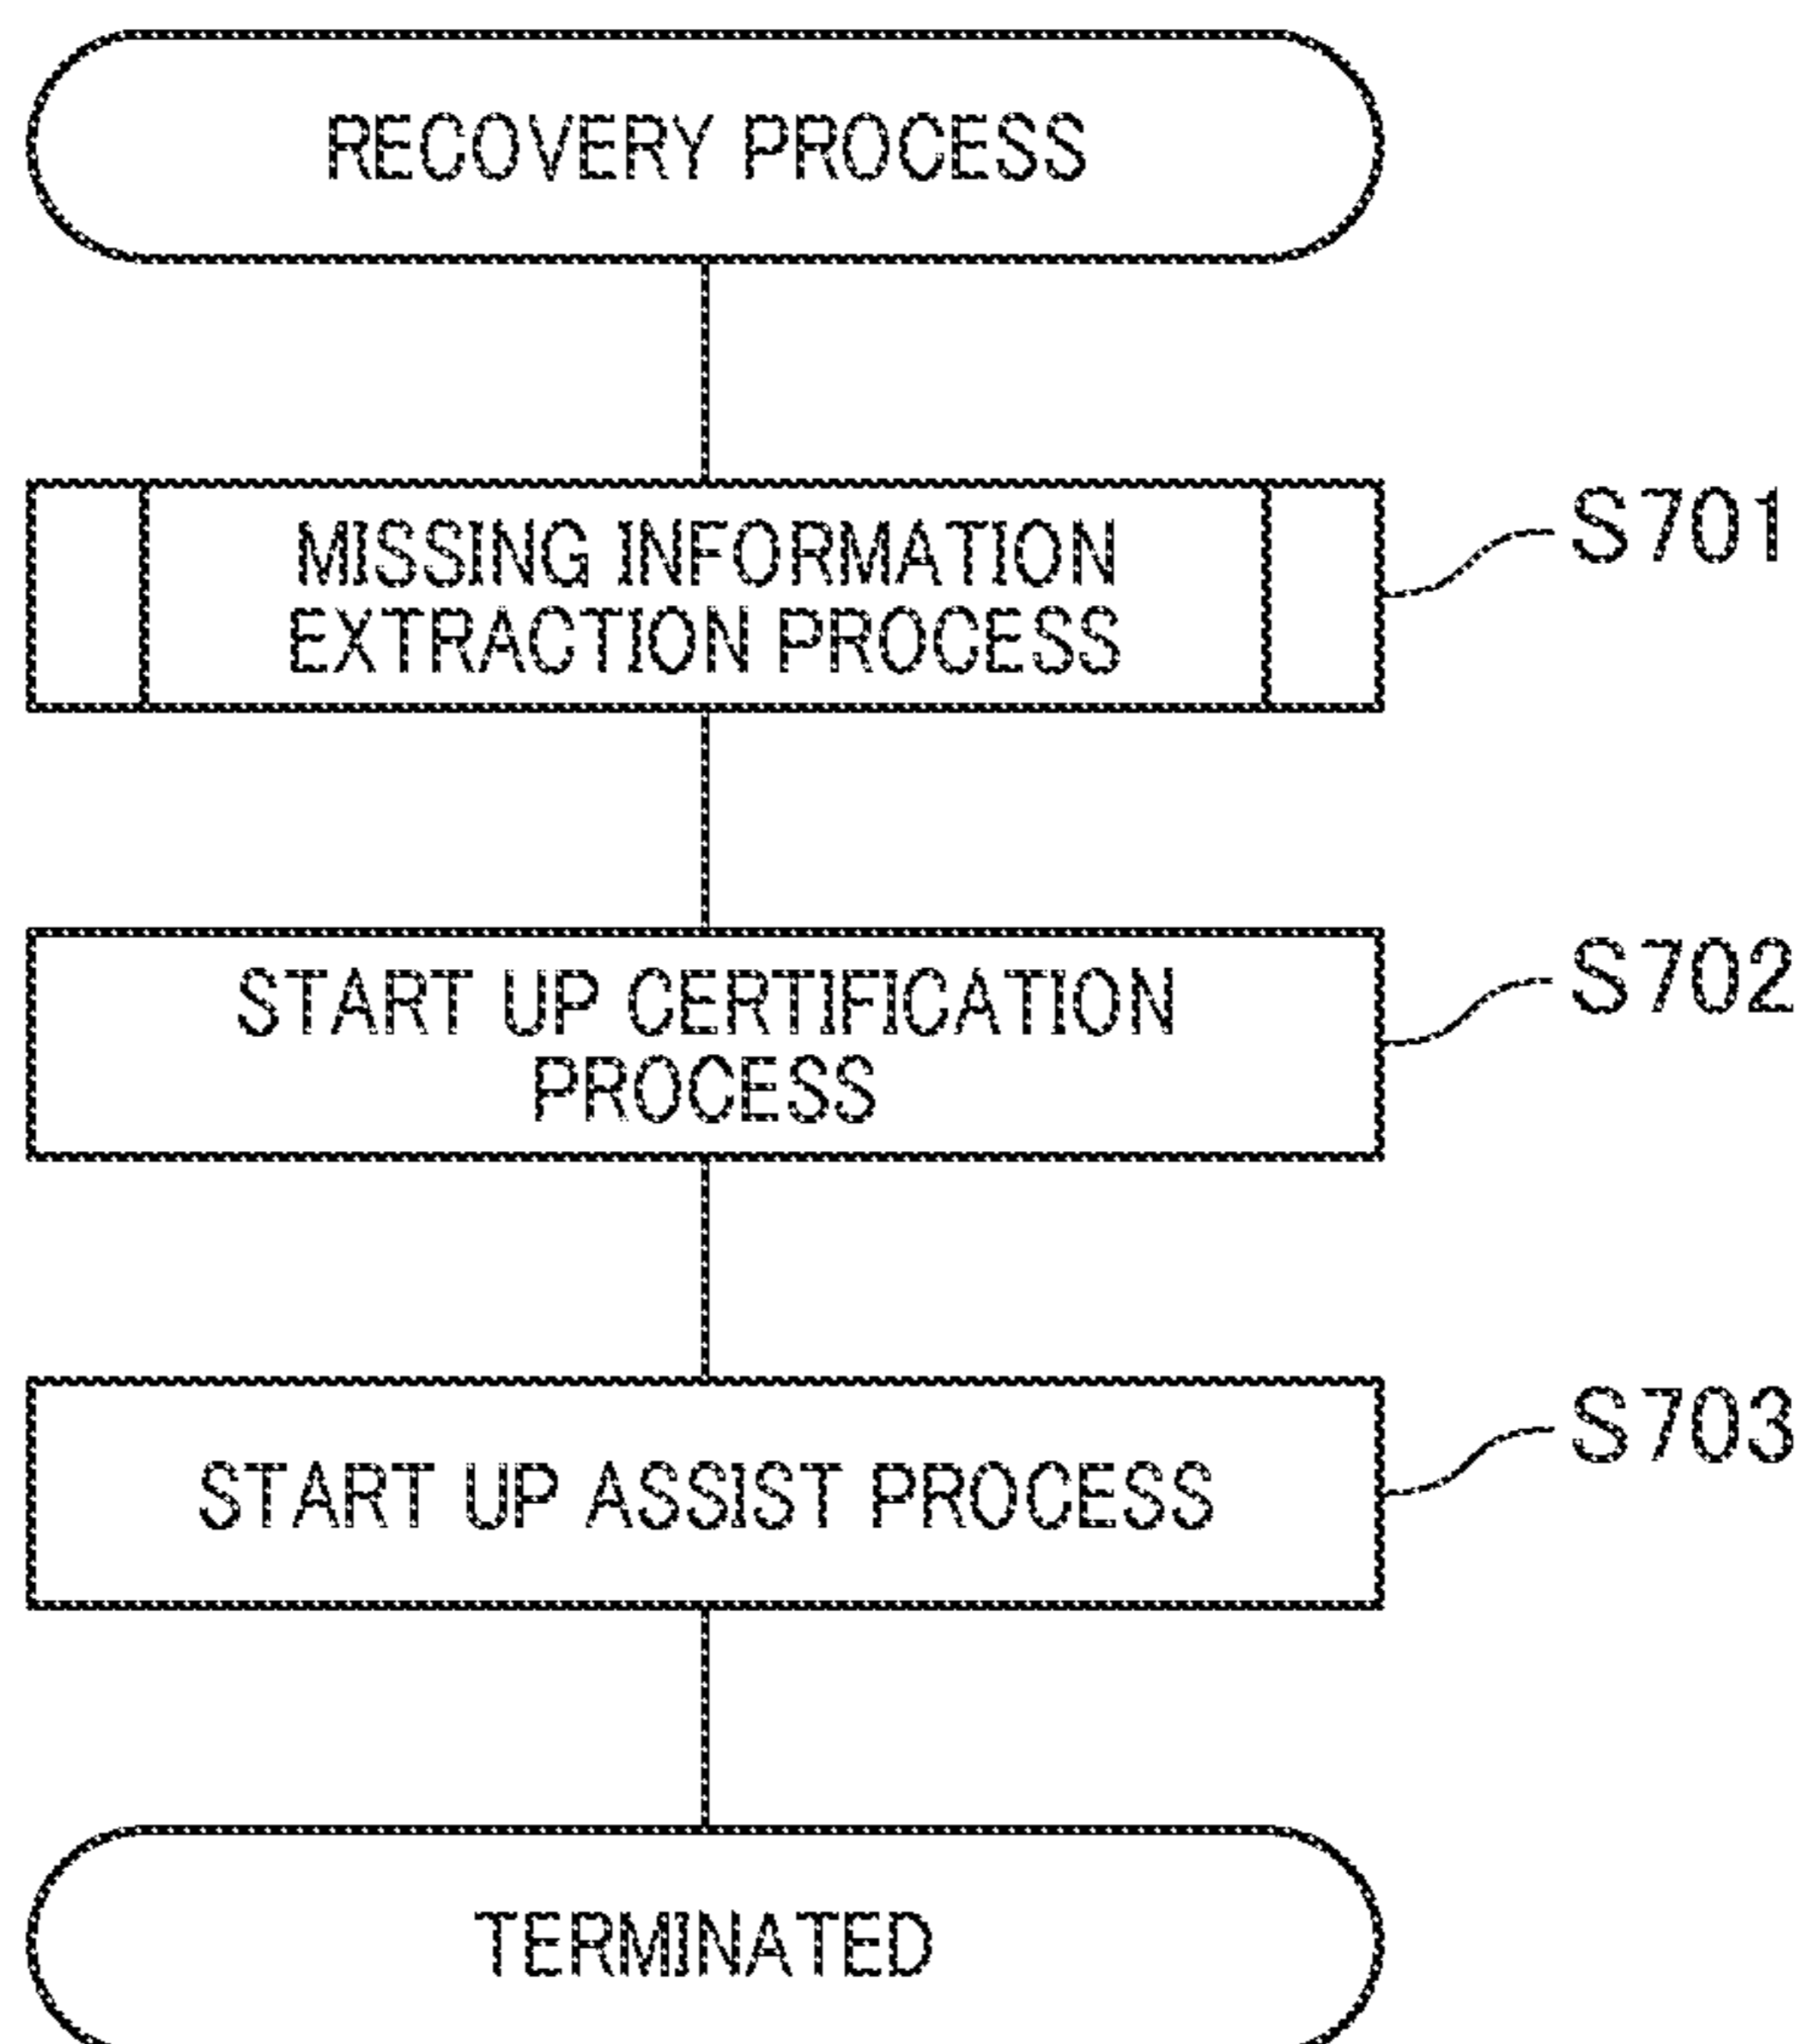 RECOVERY PROCESS
MISSING INFORMATION
EXTRACTION PROCESS
S701
START UP CERTIFICATION
PROCESS
S702
START UP ASSIST PROCESS
S703
TERMINATED